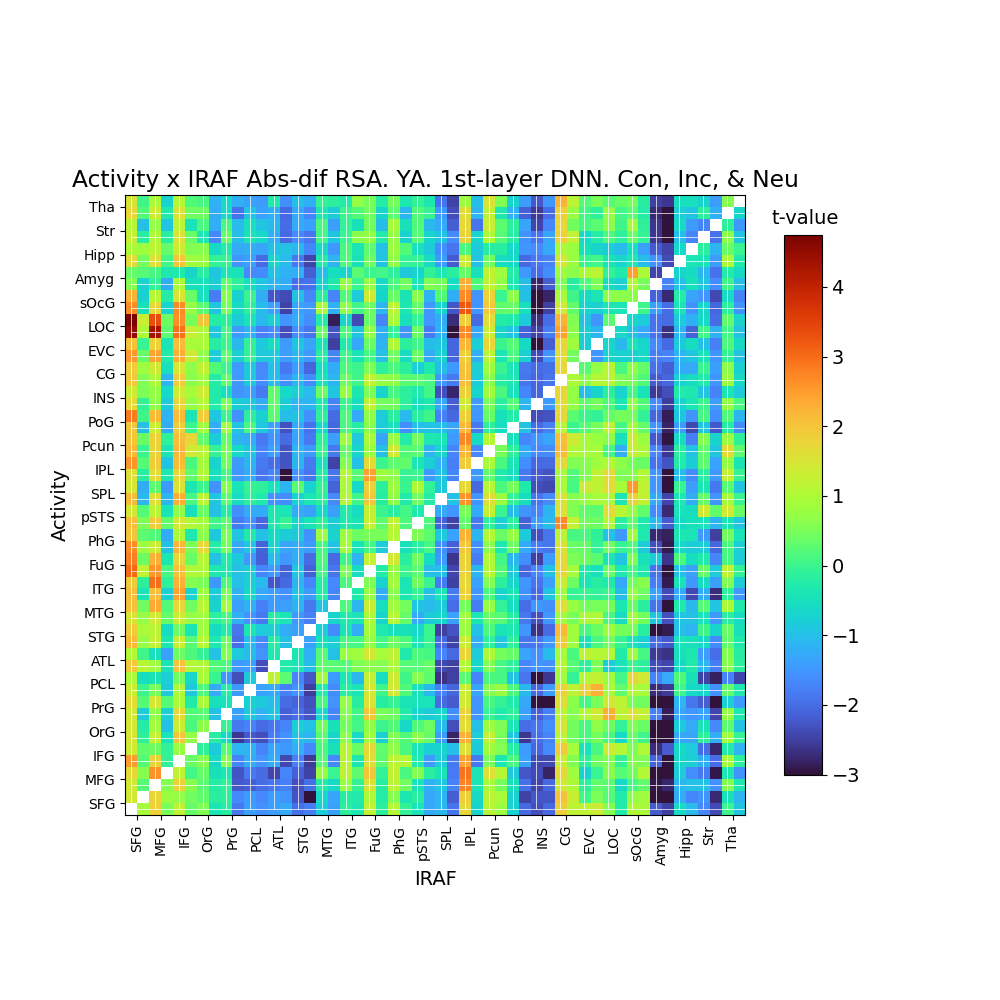 Activity x IRAF Abs-dif RSA. YA. 1st-layer DNN. Con, Inc, & Neu
t-value
Tha
Str
Hipp
Amyg
sOcG
LOC
EVC
CG
INS
PoG
Pcun
IPL
SPL
pSTS
PhG
FuG
ITG
MTG
STG
ATL
PCL
PrG
OrG
IFG
MFG
SFG
Activity
4
3
2
1
0
−1
−2
−3
SFG
MFG
IFG
OrG
PrG
PCL
ATL
STG
MTG
ITG
FuG
PhG
pSTS
SPL
IPL
Pcun
PoG
INS
CG
EVC
LOC
sOcG
Amyg
Hipp
Str
Tha
IRAF